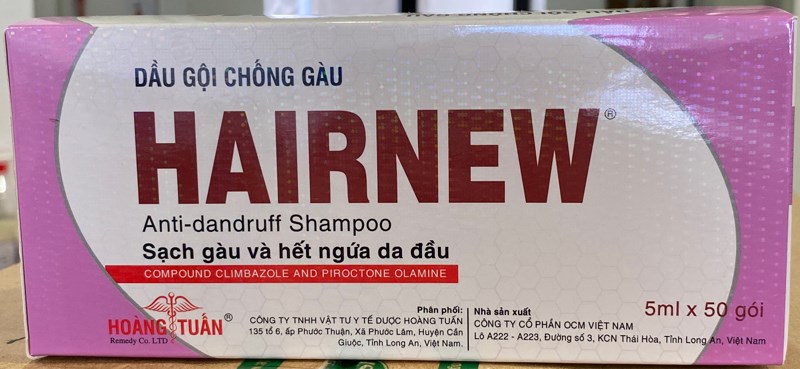 DẦU GỘI CHỐNG GÀU
HAIRNEW®
Anti-dandruff Shampoo
Sạch gàu và hết ngứa da đầu
COMPOUND CLIMBAZOLE AND PIROCTONE OLAMINE
HOÀNG TUẤN®
Remedy Co. LTD
Phân phối:
CÔNG TY TNHH VẬT TƯ Y TẾ DƯỢC HOÀNG TUẤN
135 tổ 6, ấp Phước Thuận, Xã Phước Lâm, Huyện Cần
Giuộc, Tỉnh Long An, Việt Nam.
Nhà sản xuất
CÔNG TY CỔ PHẦN OCM VIỆT NAM
Lô A222 - A223, Đường số 3, KCN Thái Hòa, Tỉnh Long An, Việt Nam
5ml x 50 gói